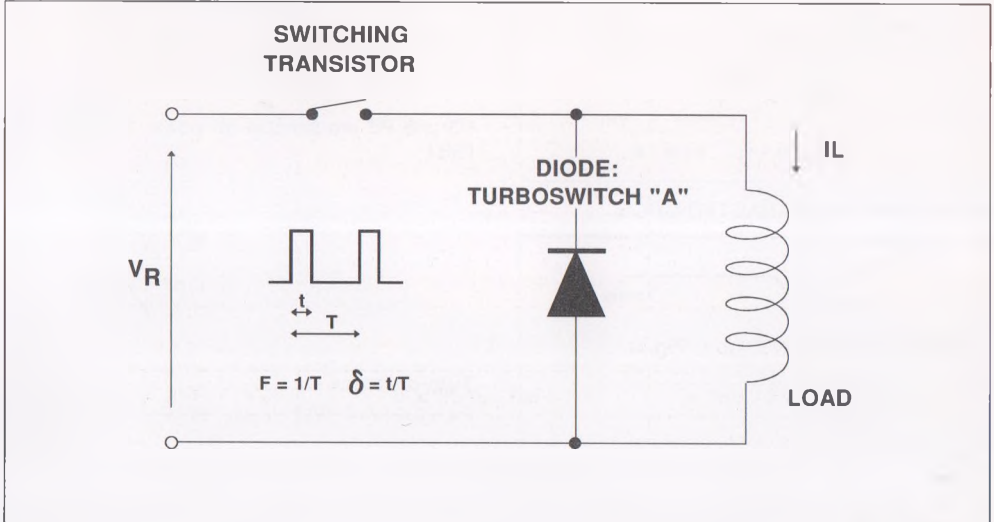 SWITCHING
TRANSISTOR
IL
DIODE:
TURBOSWITCH "A"
VR
t
T
F = 1/T δ = t/T
LOAD